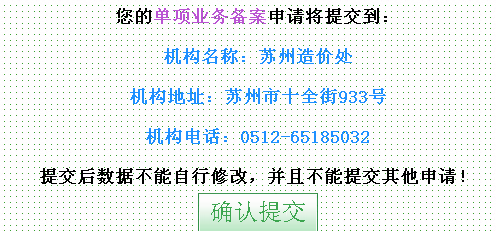 您的单项业务备案申请将提交到：
机构名称：苏州造价处
机构地址：苏州市十全街933号
机构电话：0512-65185032
提交后数据不能自行修改，并且不能提交其他申请！
确认提交